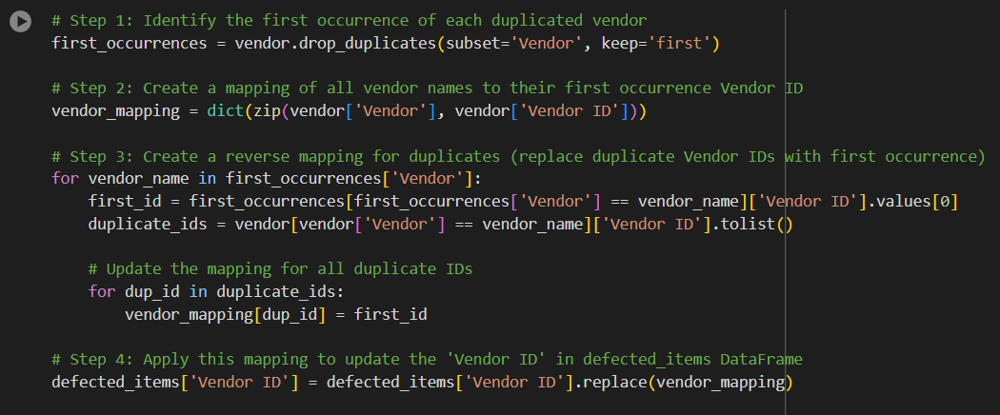 # Step 1: Identify the first occurrence of each duplicated vendor
first_occurrences = vendor.drop_duplicates(subset='Vendor', keep='first')
# Step 2: Create a mapping of all vendor names to their first occurrence Vendor ID
vendor_mapping = dict(zip(vendor['Vendor'], vendor['Vendor ID']))
# Step 3: Create a reverse mapping for duplicates (replace duplicate Vendor IDs with first occurrence)
for vendor_name in first_occurrences['Vendor']:
    first_id = first_occurrences[first_occurrences['Vendor'] == vendor_name]['Vendor ID'].values[0]
    duplicate_ids = vendor[vendor['Vendor'] == vendor_name]['Vendor ID'].tolist()
    # Update the mapping for all duplicate IDs
    for dup_id in duplicate_ids:
        vendor_mapping[dup_id] = first_id
# Step 4: Apply this mapping to update the 'Vendor ID' in defected_items DataFrame
defected_items['Vendor ID'] = defected_items['Vendor ID'].replace(vendor_mapping)